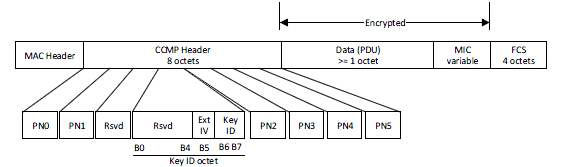 Encrypted
MAC Header
CCMP Header
8 octets
Data (PDU)
>= 1 octet
MIC
variable
FCS
4 octets
PN0
PN1
Rsvd
Rsvd
Ext
IV
Key
ID
PN2
PN3
PN4
PN5
B0
B4
B5
B6 B7
Key ID octet